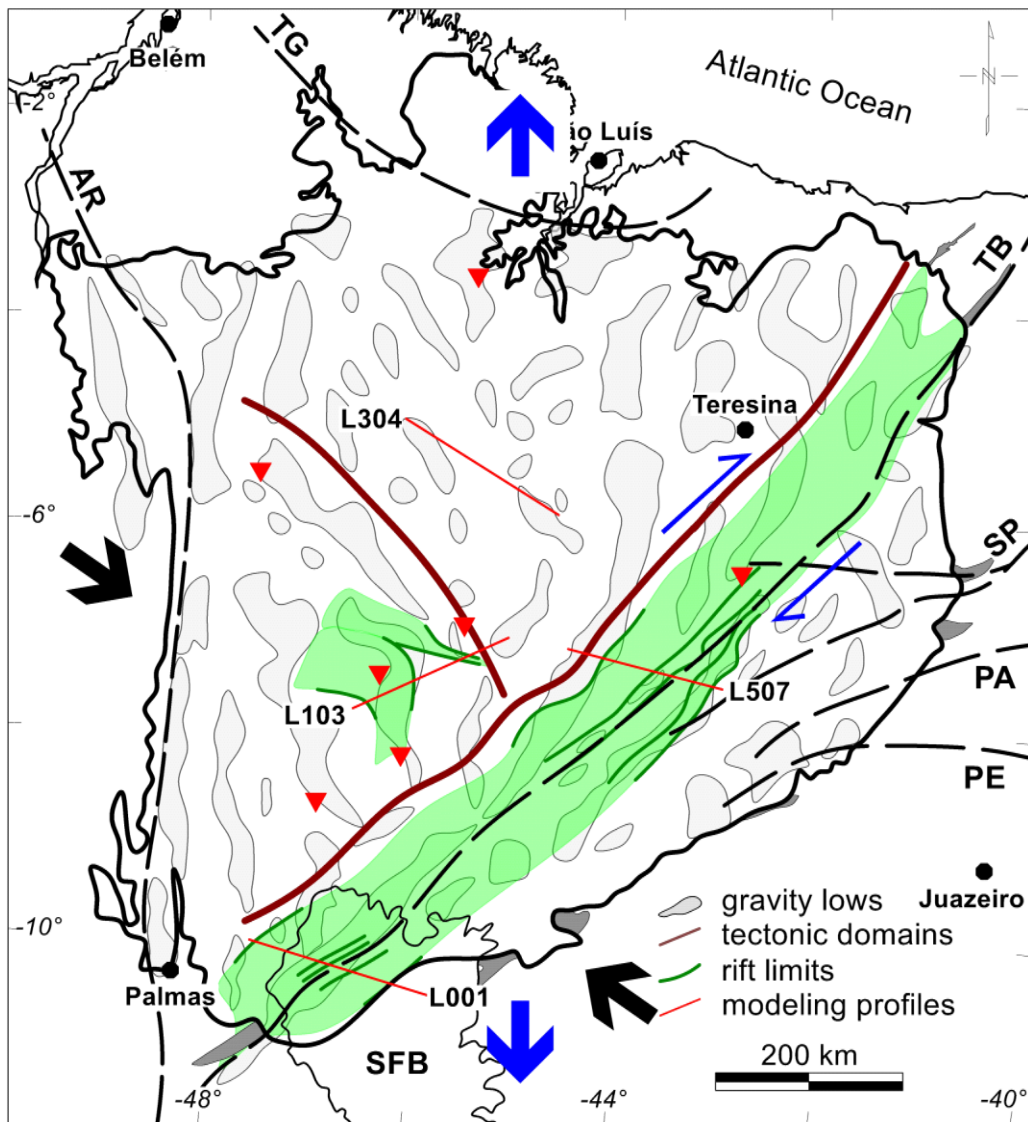 TG
Belém
Atlantic Ocean
N
-2°
ão Luís
AR
TB
Teresina
L304
-6°
SP
L103
L507
PA
PE
gravity lows
Juazeiro
tectonic domains
-10°
rift limits
Palmas
L001
modeling profiles
SFB
200 km
-48°
-44°
-40°